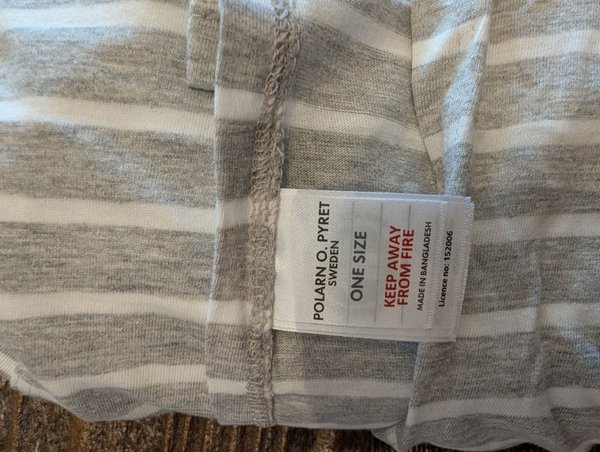 POLARN O. PYRET
SWEDEN
ONE SIZE
KEEP AWAY
FROM FIRE
MADE IN BANGLADESH
Licence no: 152006